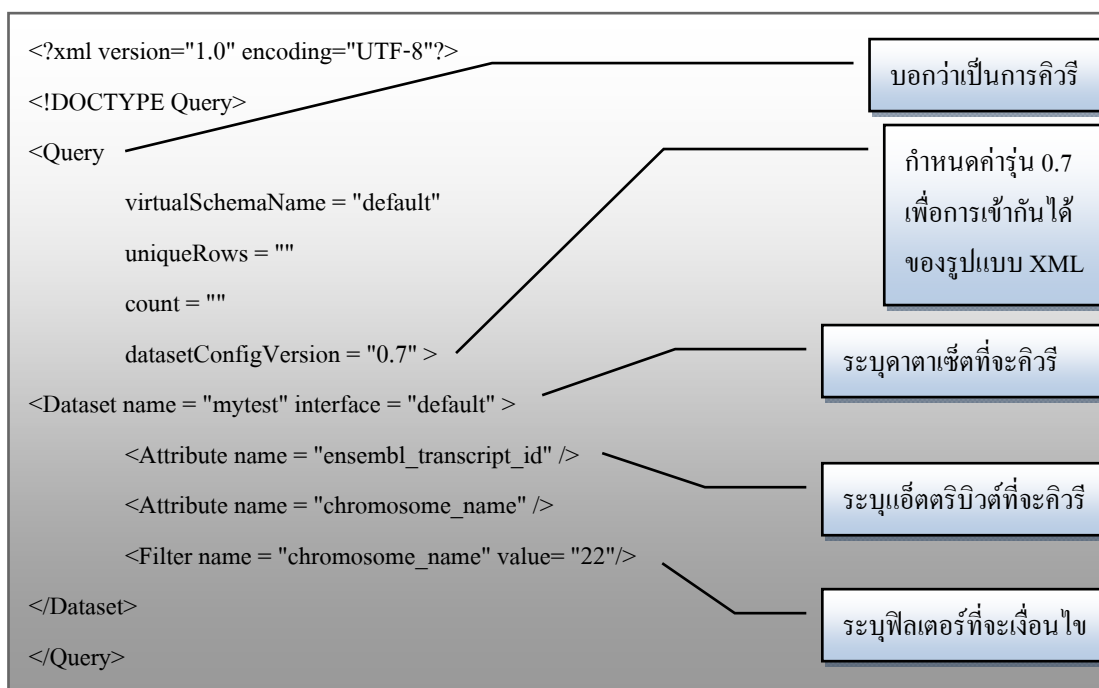 <?xml version="1.0" encoding="UTF-8"?>
<!DOCTYPE Query>
<Query
virtualSchemaName = "default"
uniqueRows = ""
count = ""
datasetConfigVersion = "0.7" >
<Dataset name = "mytest" interface = "default" >
<Attribute name = "ensembl_transcript_id" />
<Attribute name = "chromosome_name" />
<Filter name = "chromosome_name" value= "22"/>
</Dataset>
</Query>
บอกว่าเป็นการคิวรี
กำหนดค่ารุ่น 0.7
เพื่อการเข้ากันได้
ของรูปแบบ XML
ระบุดาตาเซ็ตที่จะคิวรี
ระบุแอ็ตตริบิวต์ที่จะคิวรี
ระบุฟิลเตอร์ที่จะเงื่อนไข